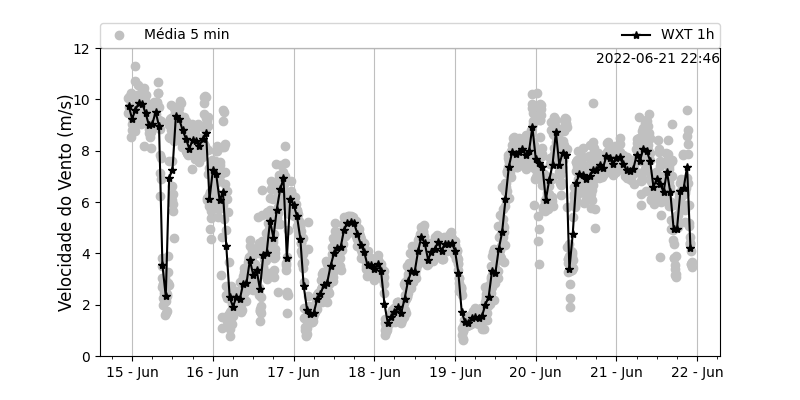 Média 5 min
WXT 1h
2022-06-21 22:46
Velocidade do Vento (m/s)
12
10
8
6
4
2
0
15 - Jun
16 - Jun
17 - Jun
18 - Jun
19 - Jun
20 - Jun
21 - Jun
22 - Jun